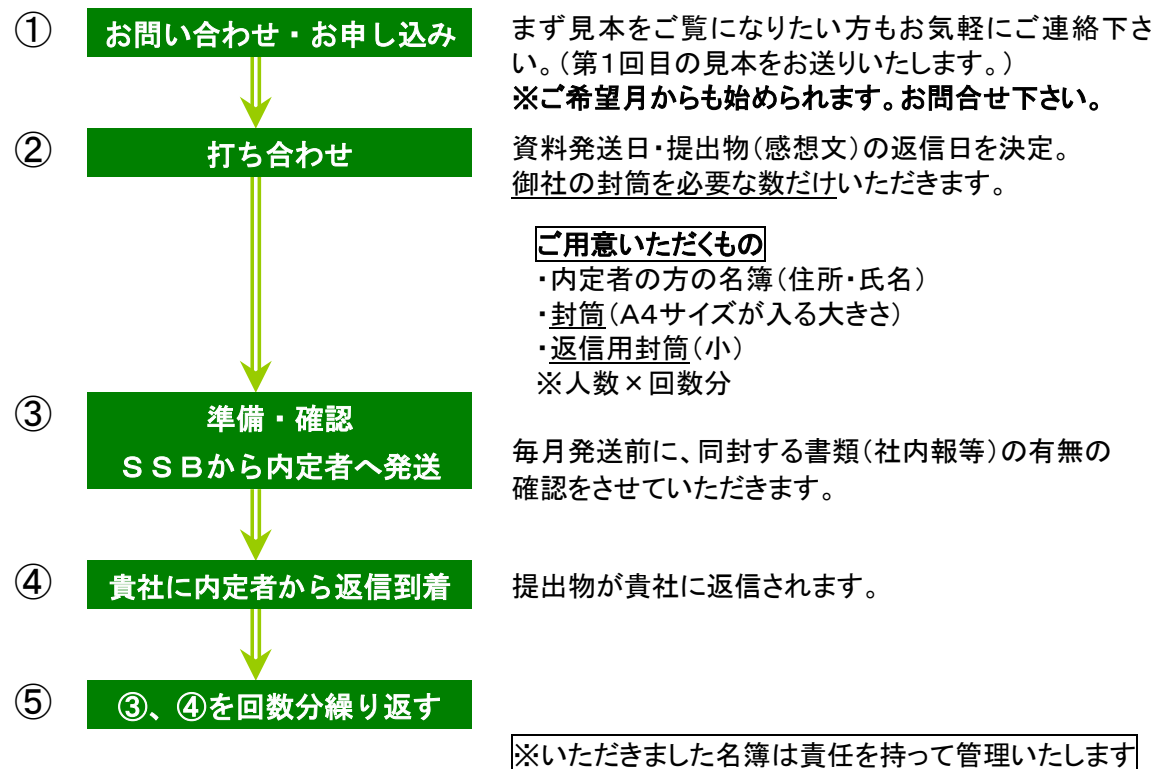 ① お問い合わせ・お申し込み
まず見本をご覧になりたい方もお気軽にご連絡下さ
い。(第1回目の見本をお送りいたします。)
※ご希望月からも始められます。お問合せ下さい。
② 打ち合わせ
資料発送日・提出物(感想文)の返信日を決定。
御社の封筒を必要な数だけいただきます。
ご用意いただくもの
・内定者の方の名簿(住所・氏名)
・封筒(A4サイズが入る大きさ)
・返信用封筒(小)
※人数×回数分
③ 準備・確認
SSBから内定者へ発送
毎月発送前に、同封する書類(社内報等)の有無の
確認をさせていただきます。
④ 貴社に内定者から返信到着
提出物が貴社に返信されます。
⑤ ③、④を回数分繰り返す
※いただきました名簿は責任を持って管理いたします